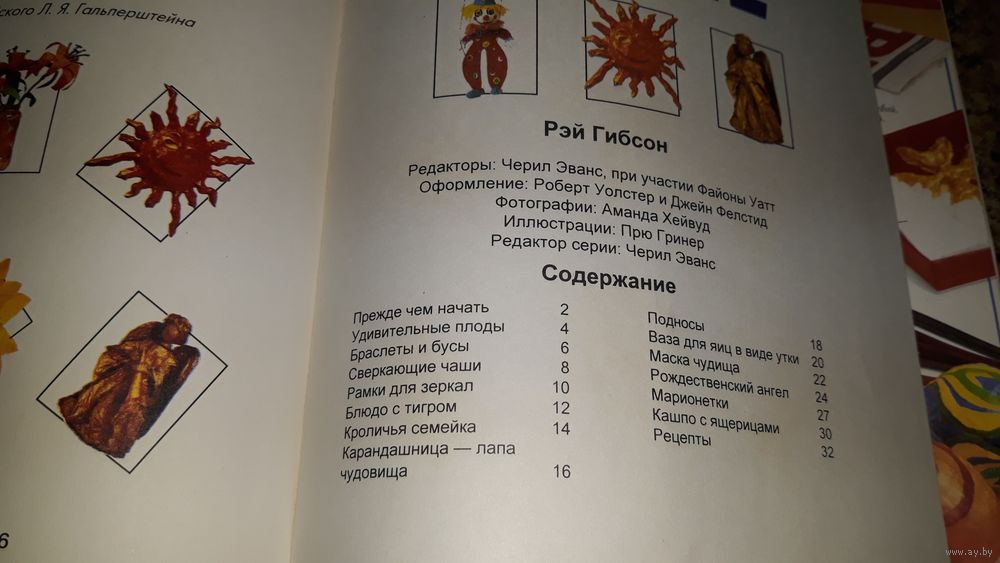 ского Л. Я. Гальперштейна
6
Рэй Гибсон
Редакторы: Черил Эванс, при участии Файоны Уатт
Оформление: Роберт Уолстер и Джейн Фелстид
Фотографии: Аманда Хейвуд
Иллюстрации: Прю Гринер
Редактор серии: Черил Эванс
Содержание
Прежде чем начать 2
Удивительные плоды 4
Браслеты и бусы 6
Сверкающие чаши 8
Рамки для зеркал 10
Блюдо с тигром 12
Кроличья семейка 14
Карандашница — лапа
чудовища 16
Подносы 18
Ваза для яиц в виде утки 20
Маска чудища 22
Рождественский ангел 24
Марионетки 27
Кашпо с ящерицами 30
Рецепты 32
www.ay.by